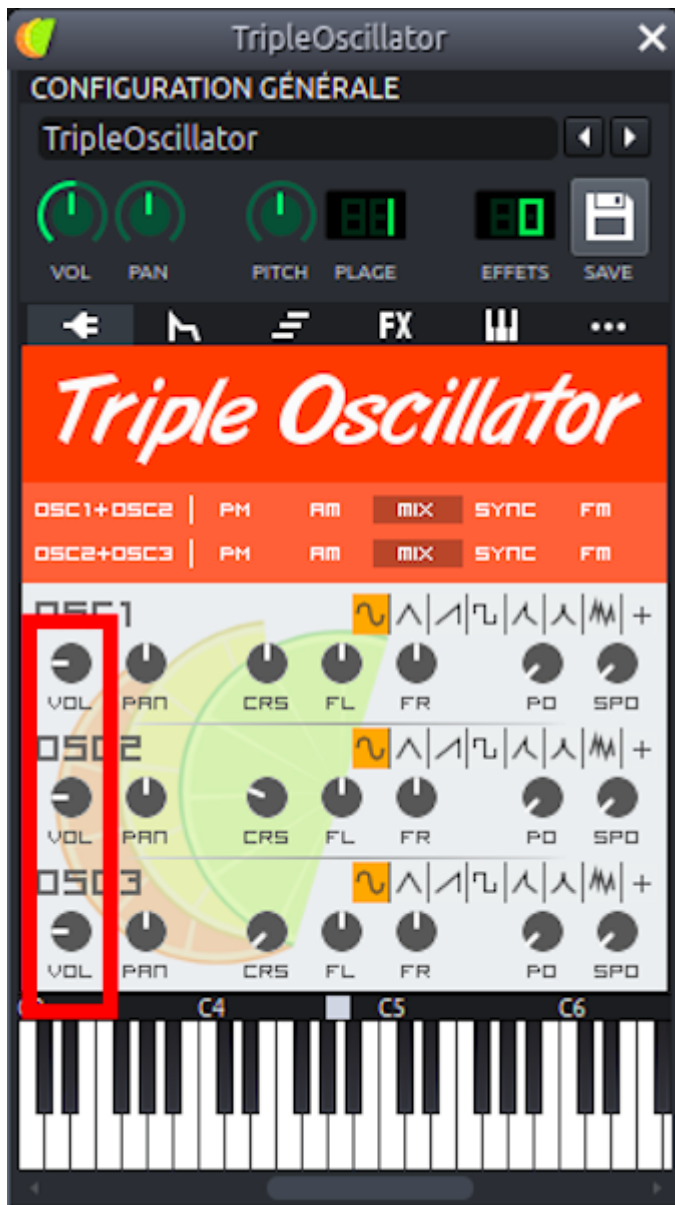 TripleOscillator
CONFIGURATION GÉNÉRALE
TripleOscillator
1 0
VOL PAN PITCH PLAGE EFFETS SAVE
FX
Triple Oscillator
OSC1+OSC2 | PM AM MIX SYNC FM
OSC2+OSC3 | PM AM MIX SYNC FM
OSC1 +
VOL PAN CRS FL FR PO SPO
OSC2 +
VOL PAN CRS FL FR PO SPO
OSC3 +
VOL PAN CRS FL FR PO SPO
C4 C5 C6